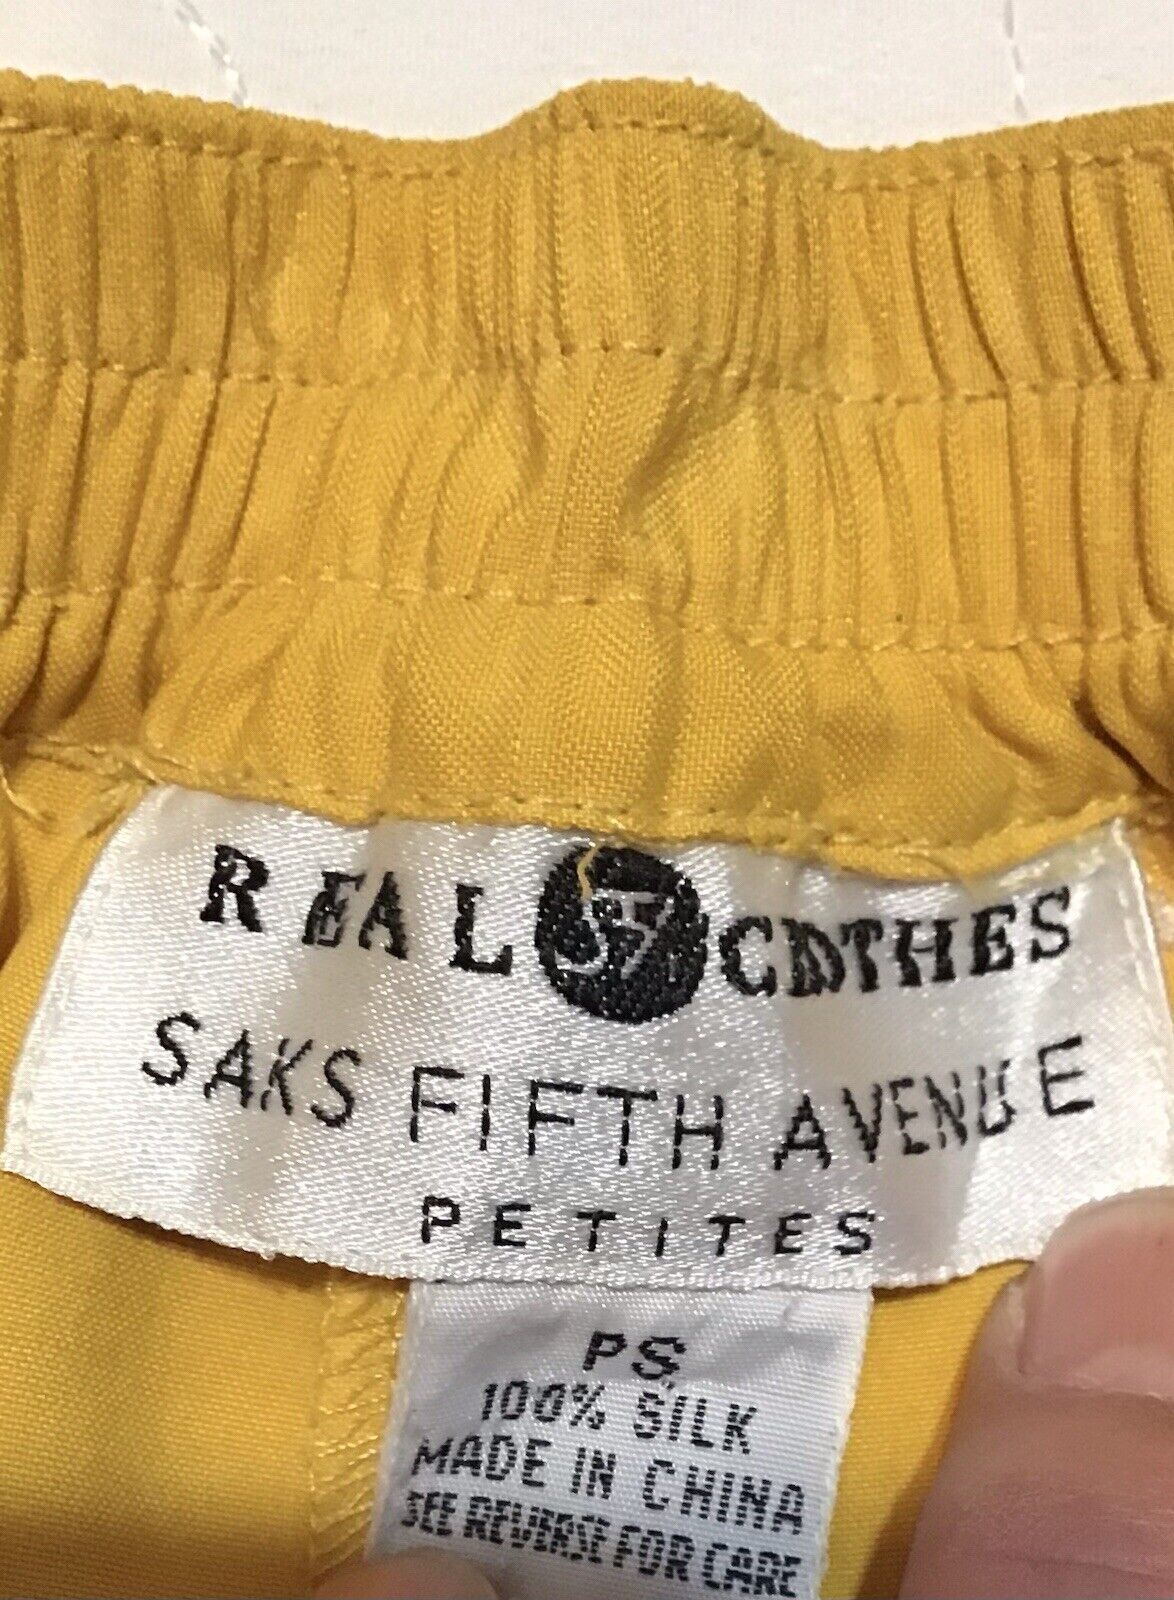 REAL CLOTHES
SAKS FIFTH AVENUE
PETITES
PS
100% SILK
MADE IN CHINA
SEE REVERSE FOR CARE